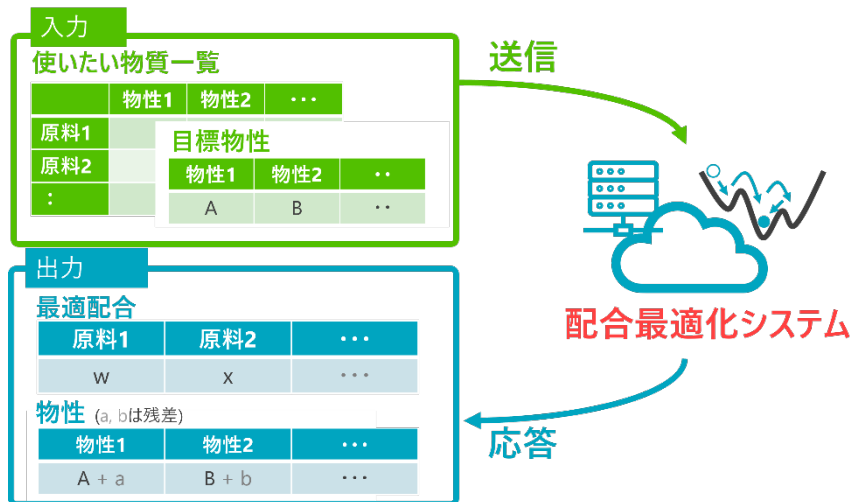 入力
使いたい物質一覧
物性1 物性2 ・・・
原料1
原料2
:
目標物性
物性1 物性2 ・・
A B ・・
送信
配合最適化システム
出力
最適配合
原料1 原料2 ・・・
w x ・・・
物性 (a, bは残差)
物性1 物性2 ・・・
A + a B + b ・・・
応答